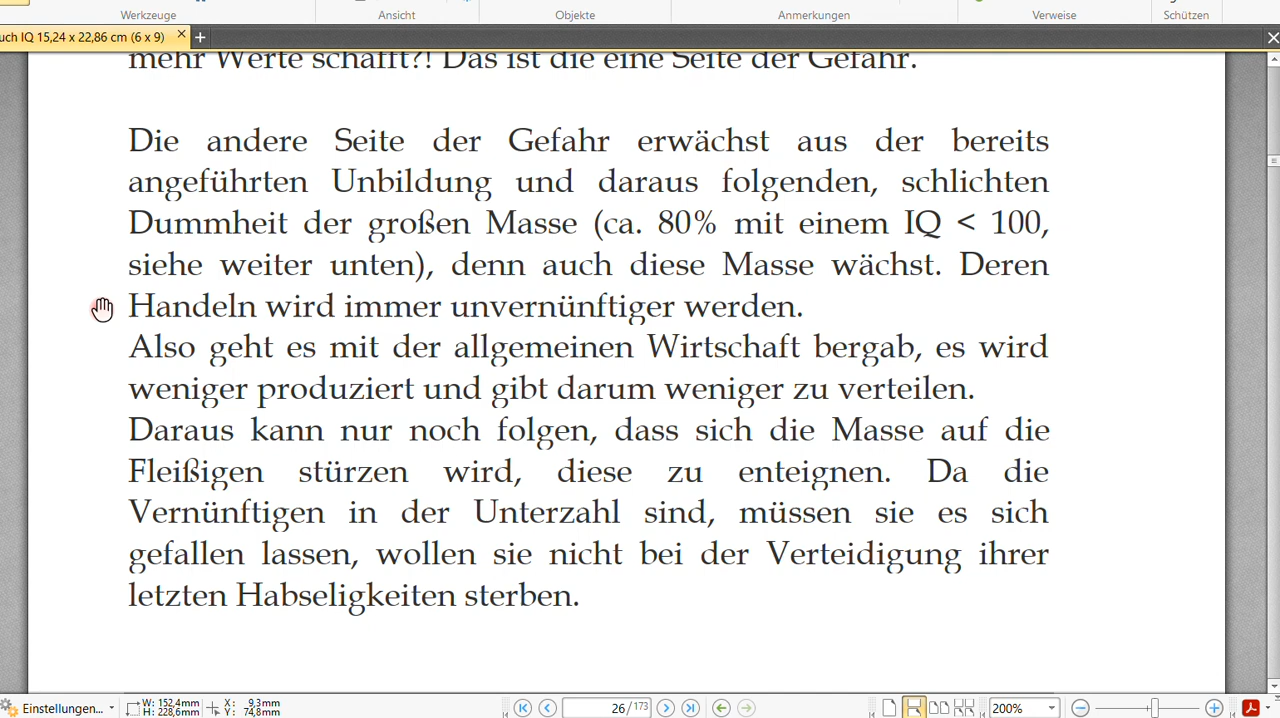 Werkzeuge Ansicht Objekte Anmerkungen Verweise Schützen
uch IQ 15,24 x 22,86 cm (6 x 9)
mehr Werte schafft?! Das ist die eine Seite der Gefahr.
Die andere Seite der Gefahr erwächst aus der bereits
angeführten Unbildung und daraus folgenden, schlichten
Dummheit der großen Masse (ca. 80% mit einem IQ < 100,
siehe weiter unten), denn auch diese Masse wächst. Deren
Handeln wird immer unvernünftiger werden.
Also geht es mit der allgemeinen Wirtschaft bergab, es wird
weniger produziert und gibt darum weniger zu verteilen.
Daraus kann nur noch folgen, dass sich die Masse auf die
Fleißigen stürzen wird, diese zu enteignen. Da die
Vernünftigen in der Unterzahl sind, müssen sie es sich
gefallen lassen, wollen sie nicht bei der Verteidigung ihrer
letzten Habseligkeiten sterben.
Einstellungen... W: 152,4mm X: 9,3mm 26/173 200%
H: 228,6mm Y: 74,8mm